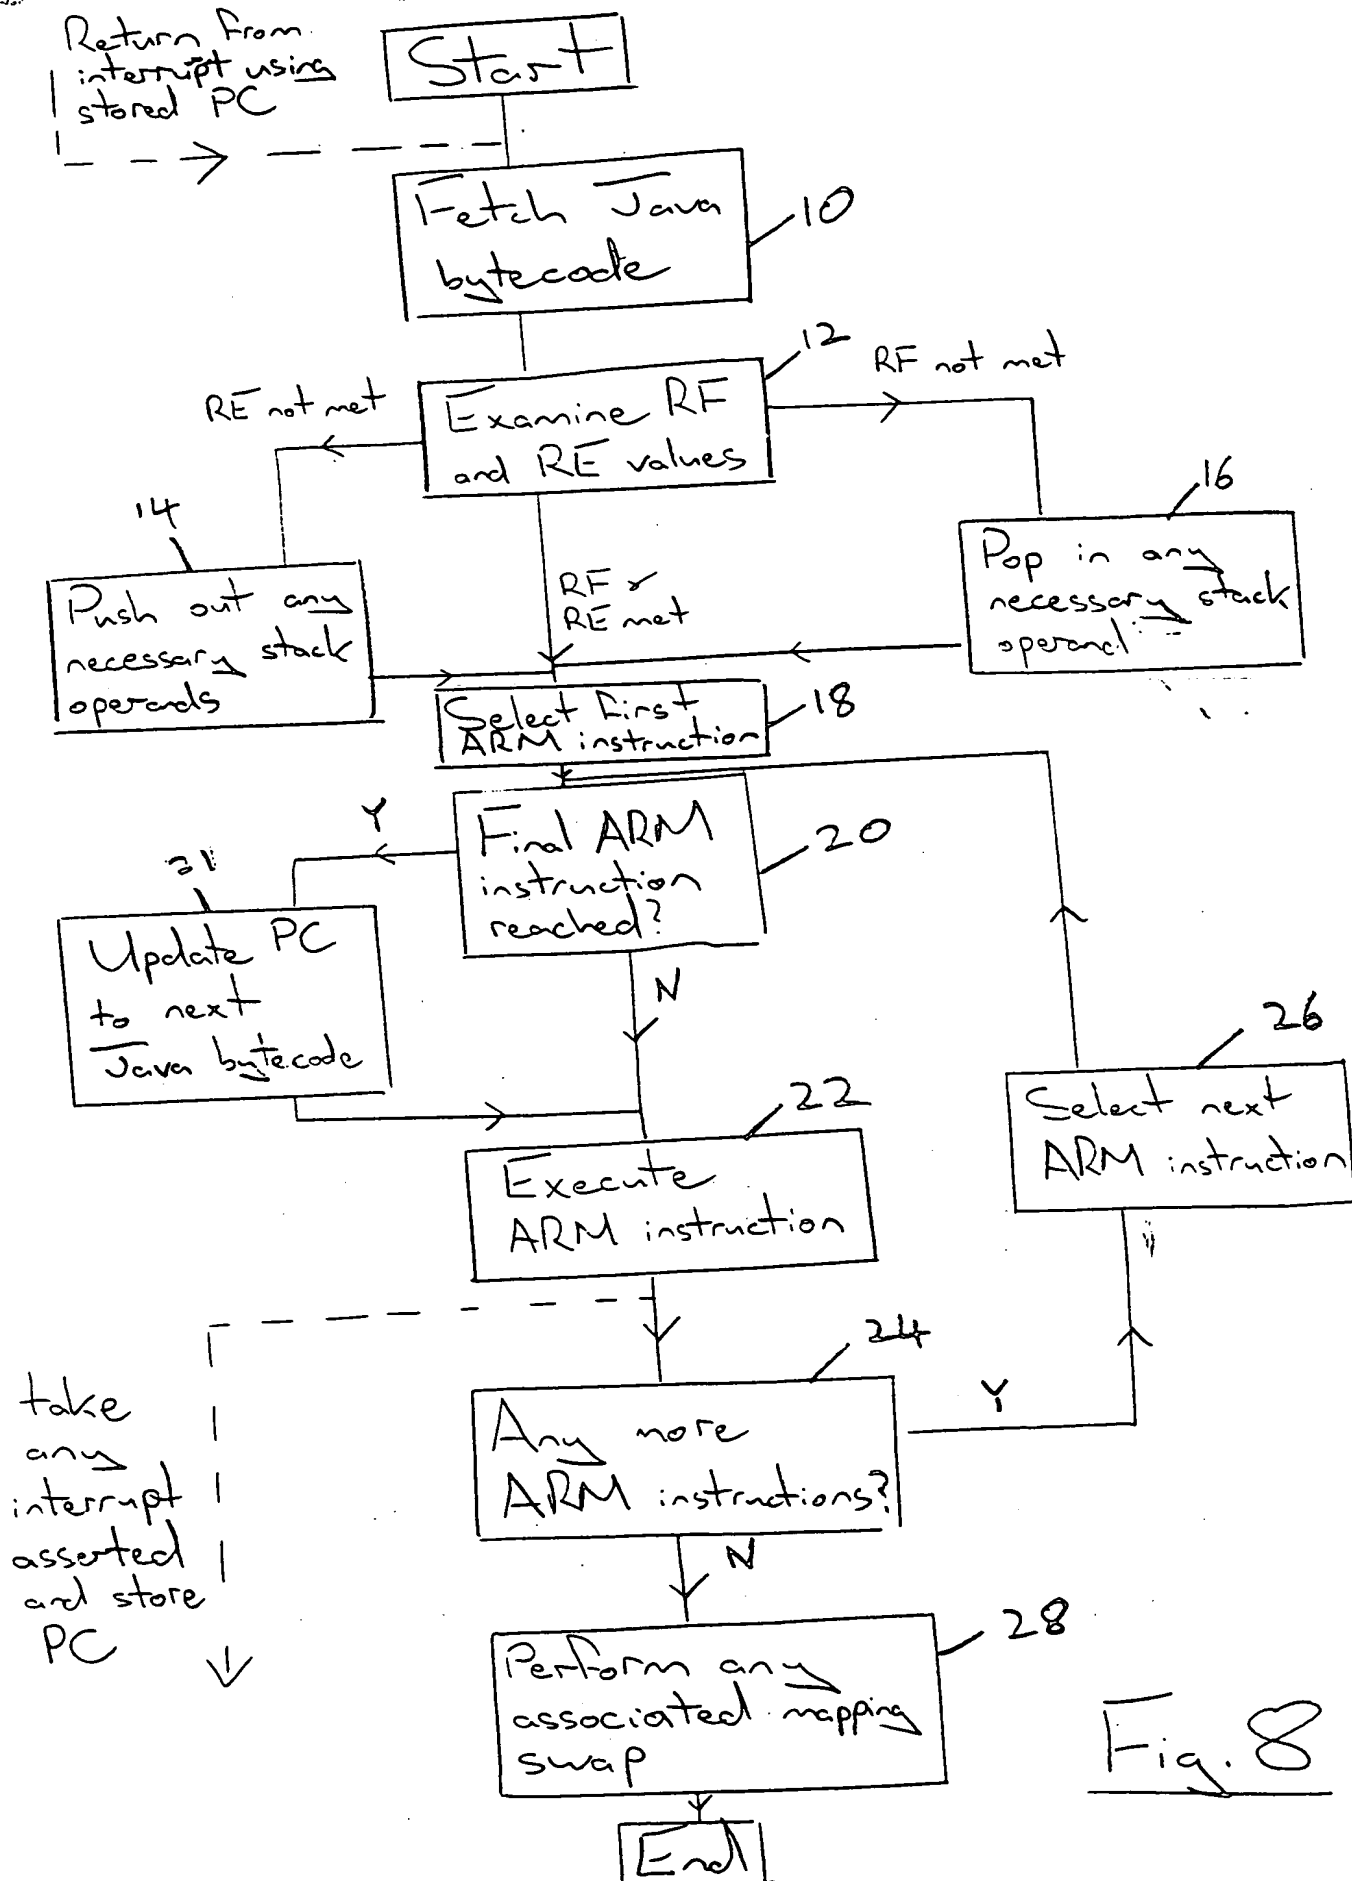 Return from
interrupt using
stored PC
Start
Fetch Java
bytecode
10
12
RF not met
RE not met
Examine RF
and RE values
14
16
Push out any
necessary stack
operands
RF
RE met
Pop in any
necessary stack
operand
Select first
ARM instruction
18
Y
Final ARM
instruction
reached?
20
21
Update PC
to next
Java bytecode
N
26
Select next
ARM instruction
22
Execute
ARM instruction
24
take
any
interrupt
asserted
and store
PC
Any more
ARM instructions?
Y
N
28
Perform any
associated mapping
swap
Fig. 8
End